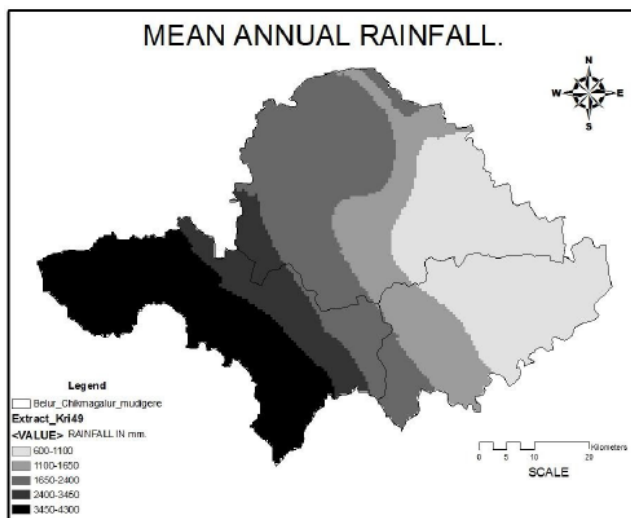 MEAN ANNUAL RAINFALL.
N
W E
S
Legend
Belur_Chikmagalur_mudigere
Extract_Kri49
<VALUE> RAINFALL IN mm.
600-1100
1100-1650
1650-2400
2400-3450
3450-4300
Kilometers
0 5 10 20
SCALE